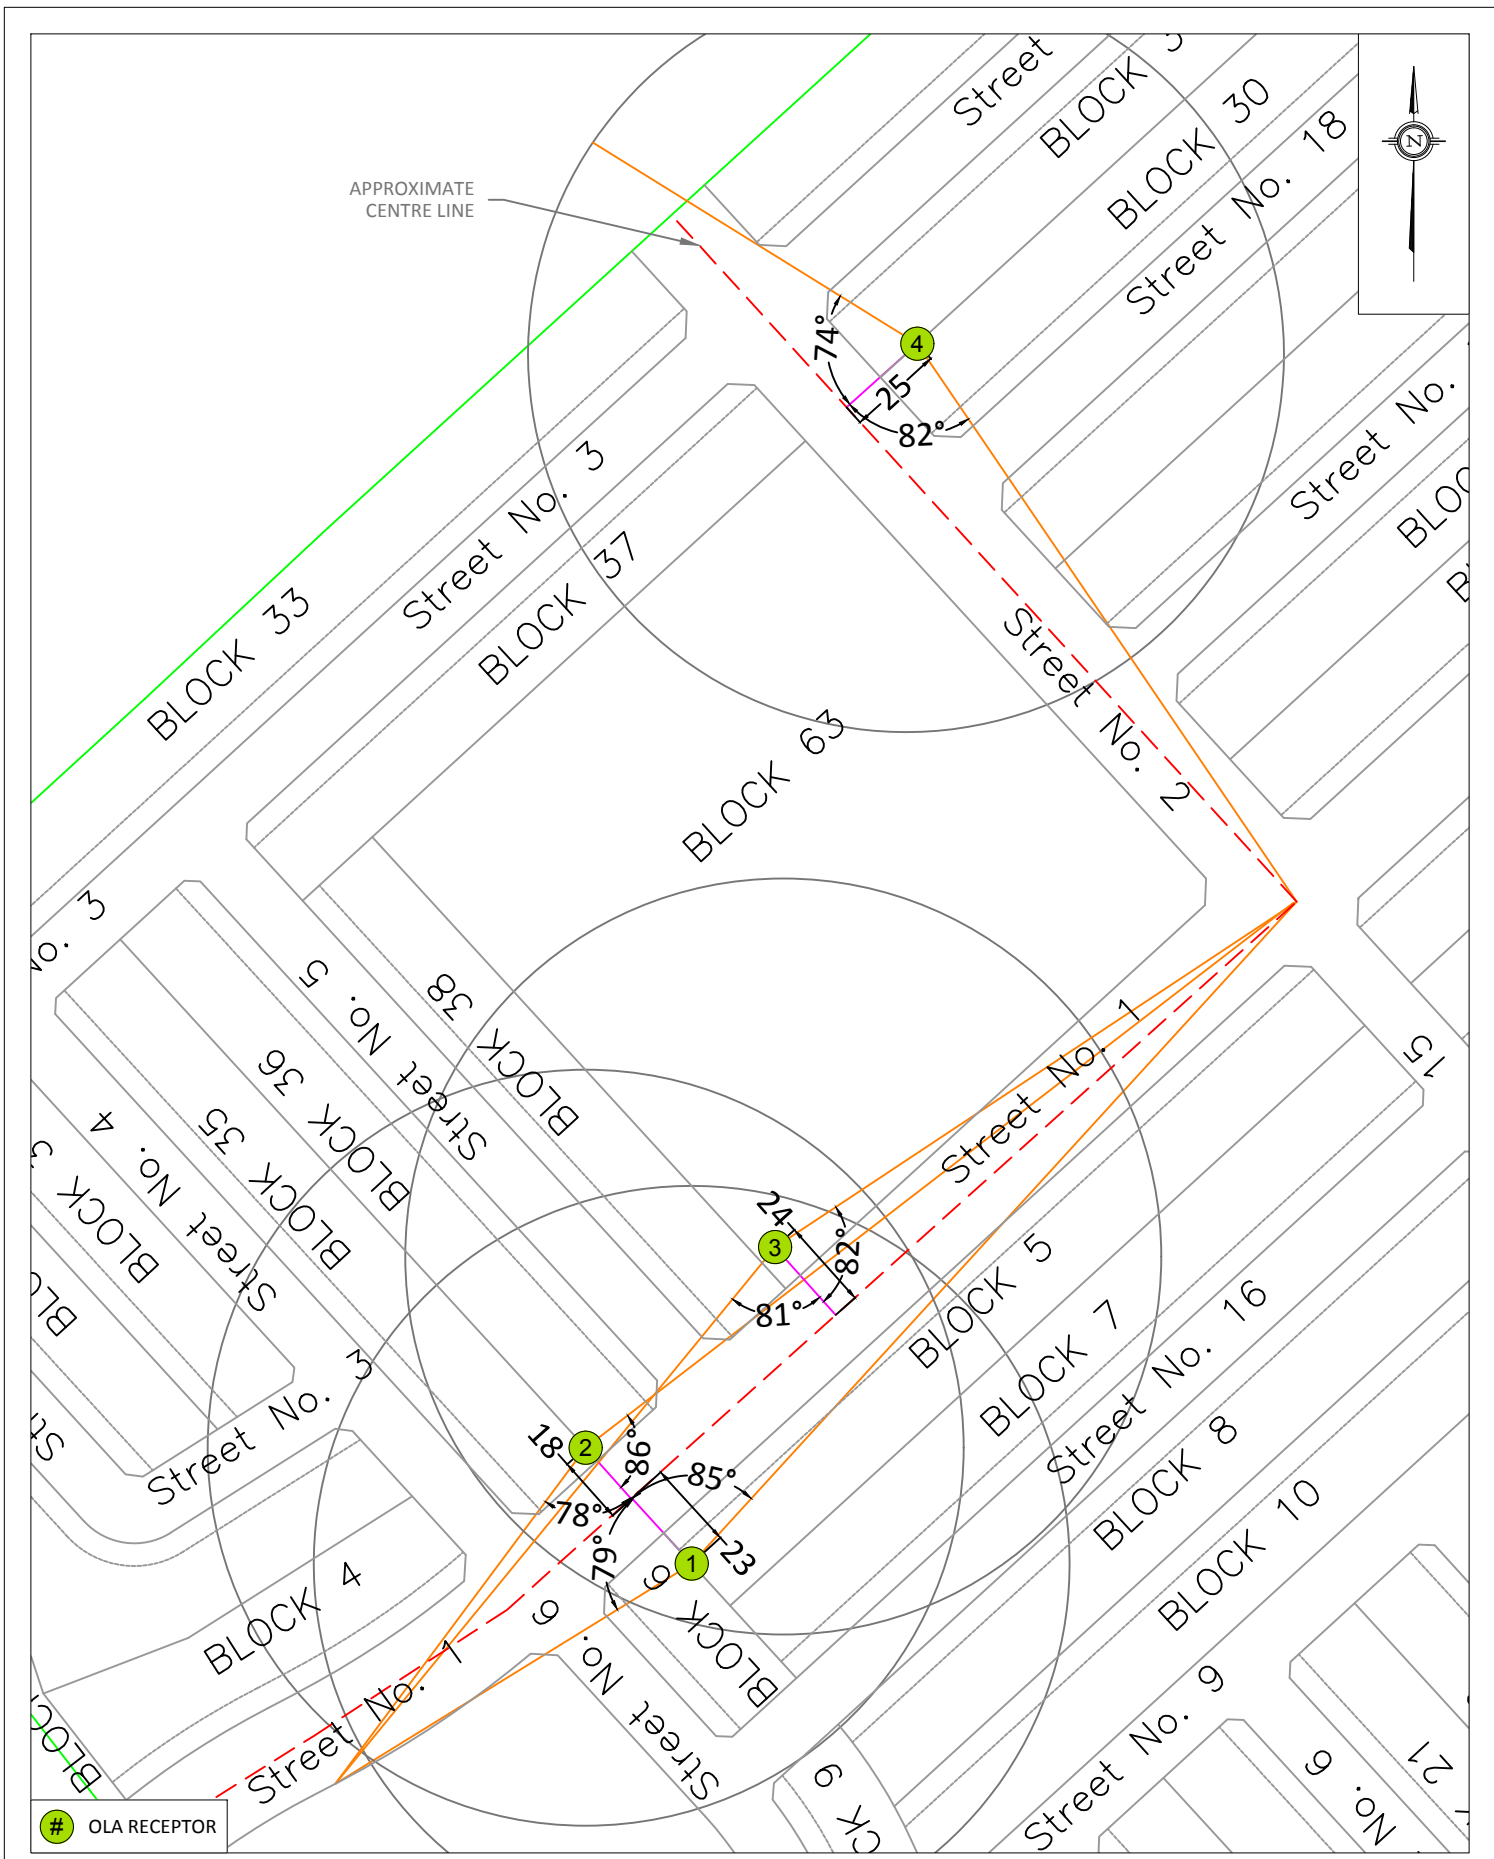 Street
BLOCK 3
BLOCK 30
Street No. 18
N
APPROXIMATE
CENTRE LINE
4
74°
25
82°
Street No.
Street No. 3
BLOCK 37
BLOCK 33
Street No. 2
BLOCK 63
No. 3
Street No. 5
BLOCK 38
BLOCK 36
BLOCK 35
Street No. 4
BLOCK 3
Street No. 1
15
3
24
82°
81°
BLOCK 5
BLOCK 7
Street No. 16
BLOCK 8
BLOCK 10
Street No. 3
2
18
86°
78°
85°
79°
1
23
BLOCK 4
BLOCK 9
Street No. 6
Street No. 1
Street No. 9
No. 6
21
# OLA RECEPTOR